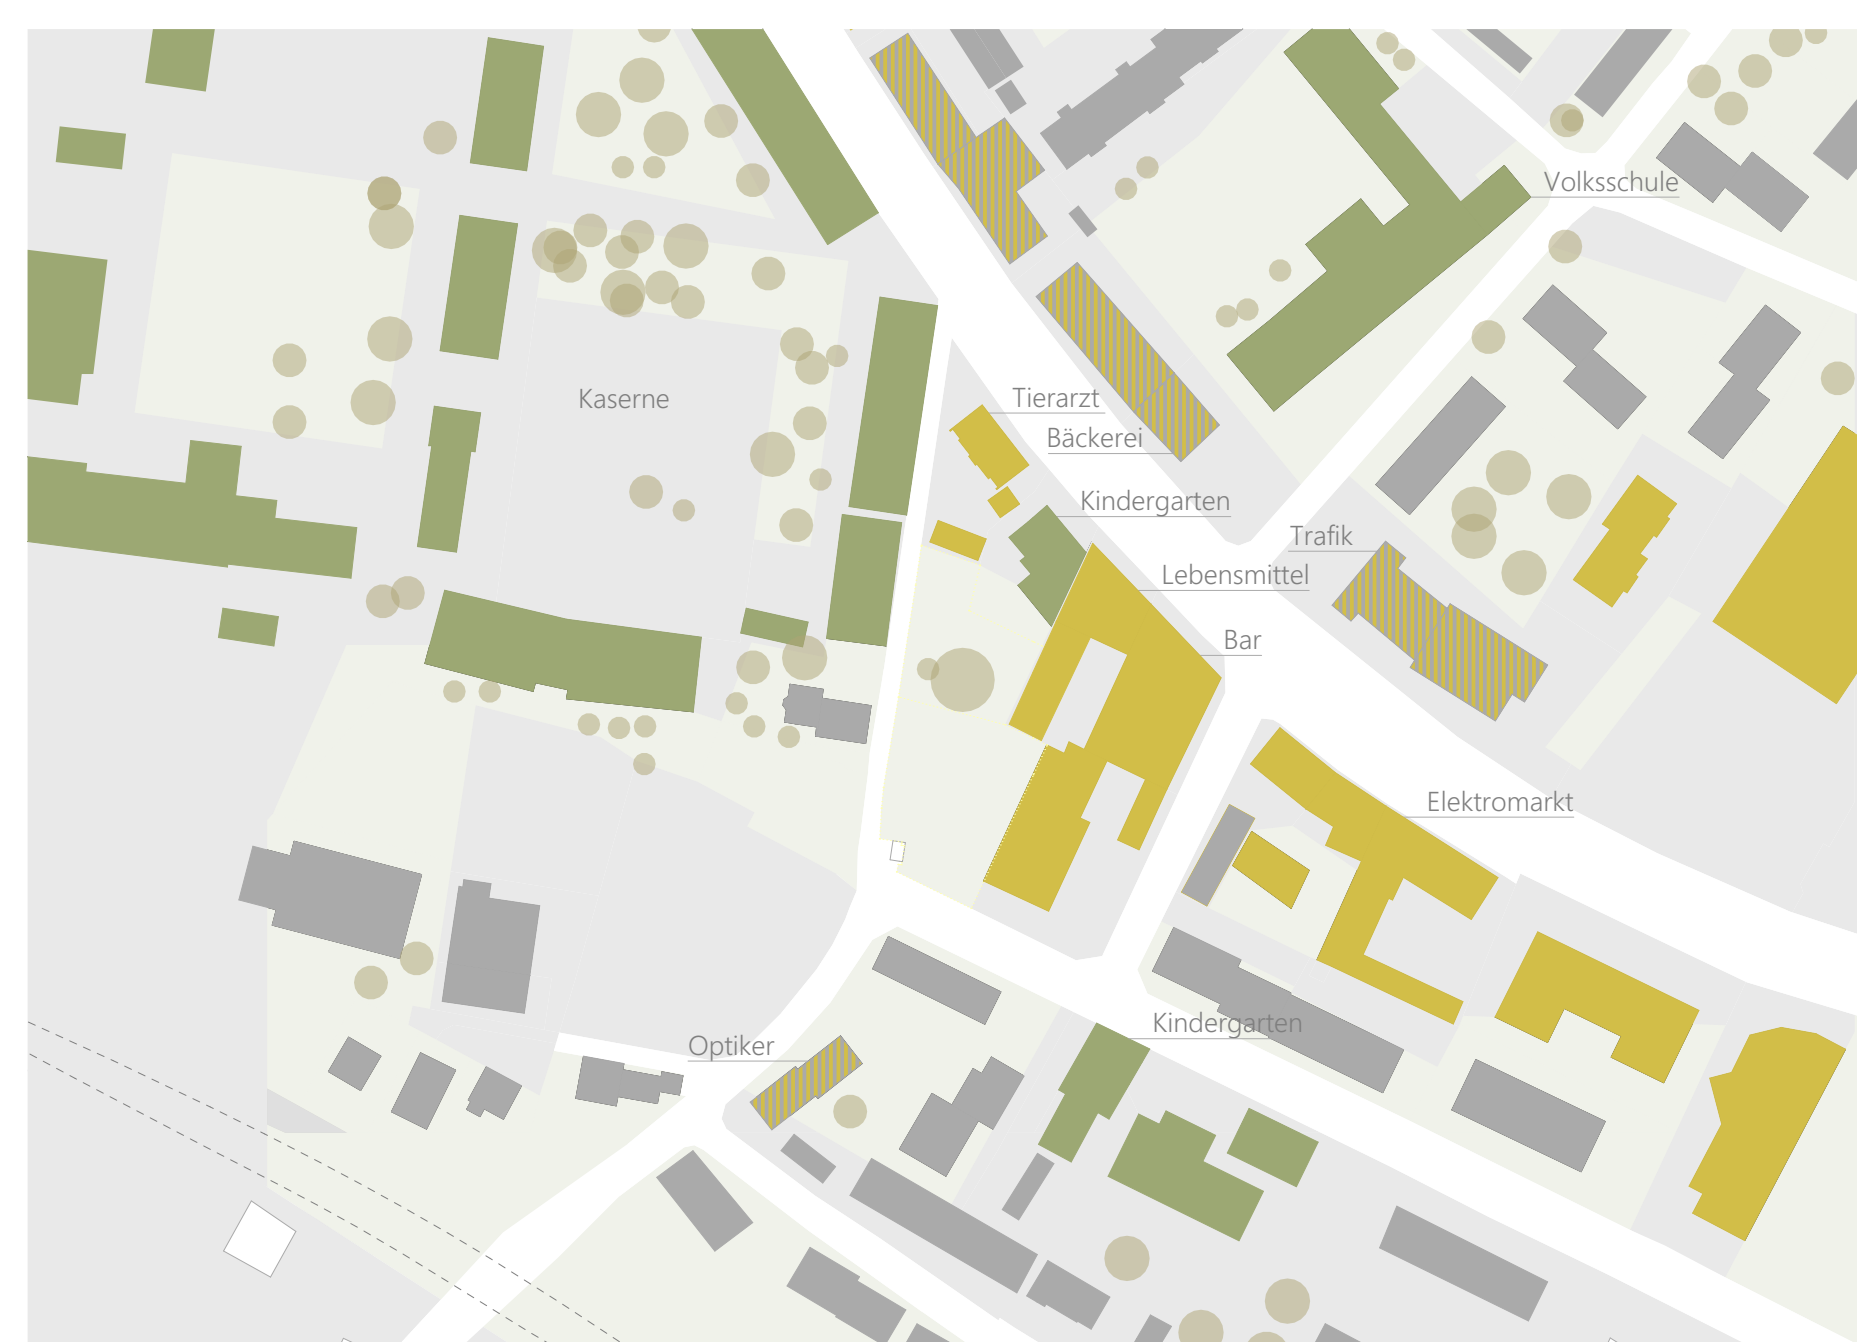 Volksschule
Kaserne
Tierarzt
Bäckerei
Kindergarten
Trafik
Lebensmittel
Bar
Elektromarkt
Kindergarten
Optiker